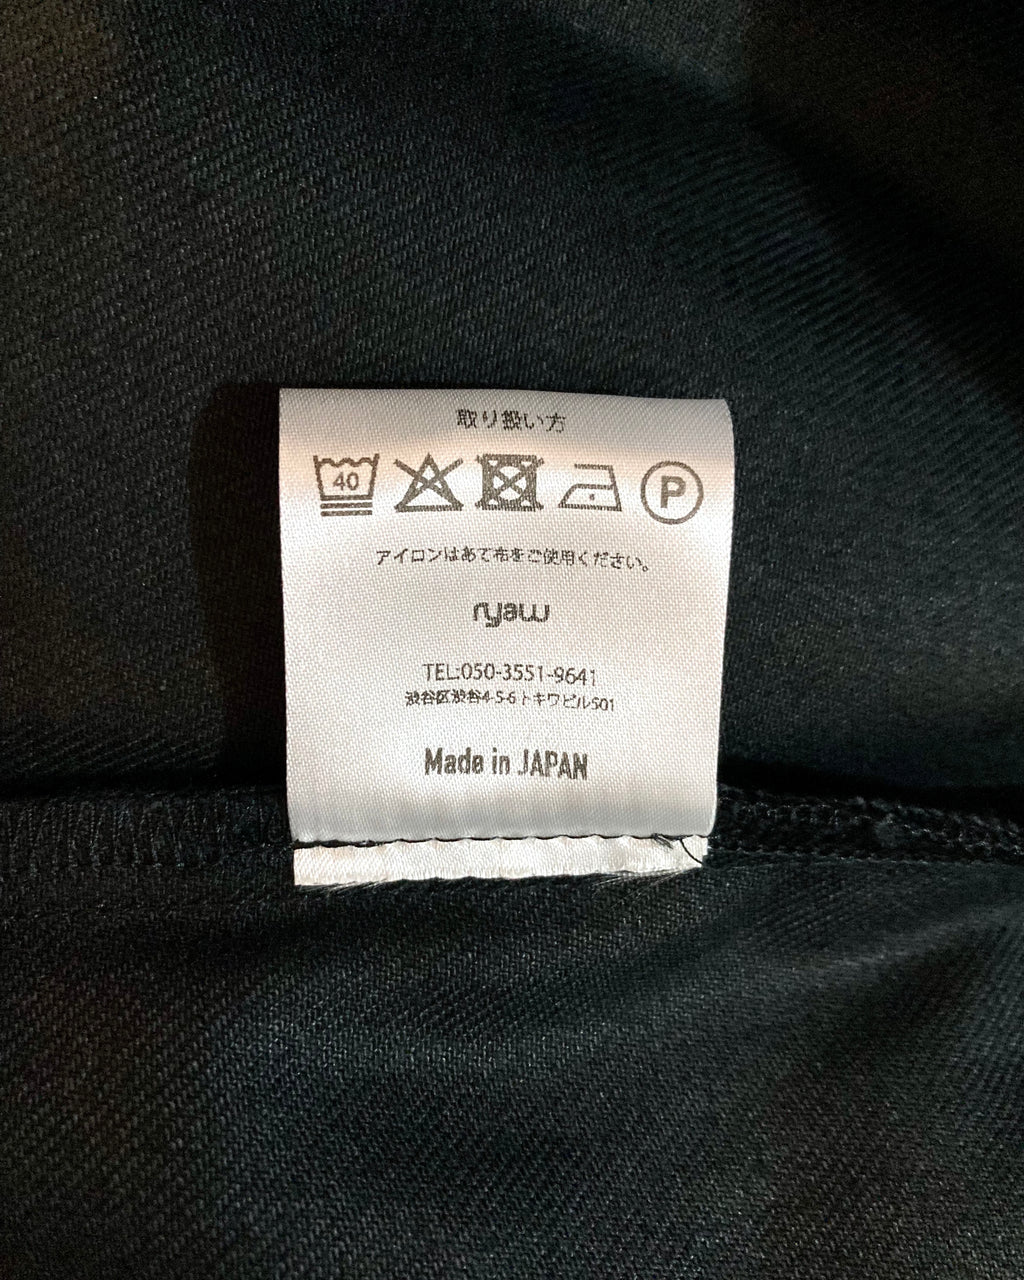 取り扱い方
40
P
アイロンはあて布をご使用ください。
ryaw
TEL:050-3551-9641
渋谷区渋谷4-5-6トキワビル501
Made in JAPAN